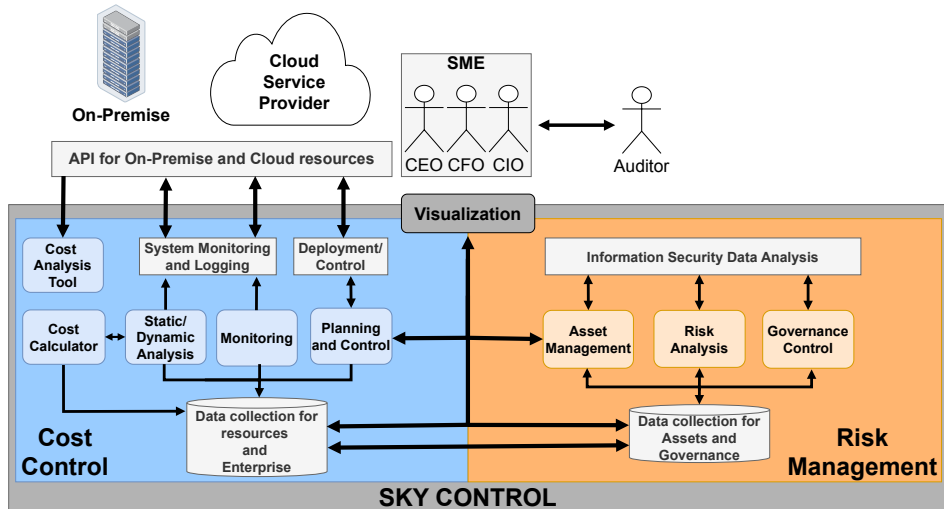 On-Premise
Cloud
Service
Provider
SME
CEO CFO CIO
Auditor
API for On-Premise and Cloud resources
Visualization
Cost
Analysis
Tool
System Monitoring
and Logging
Deployment/
Control
Information Security Data Analysis
Cost
Calculator
Static/
Dynamic
Analysis
Monitoring
Planning
and Control
Asset
Management
Risk
Analysis
Governance
Control
Data collection for
resources
and
Enterprise
Data collection for
Assets and
Governance
Cost
Control
Risk
Management
SKY CONTROL